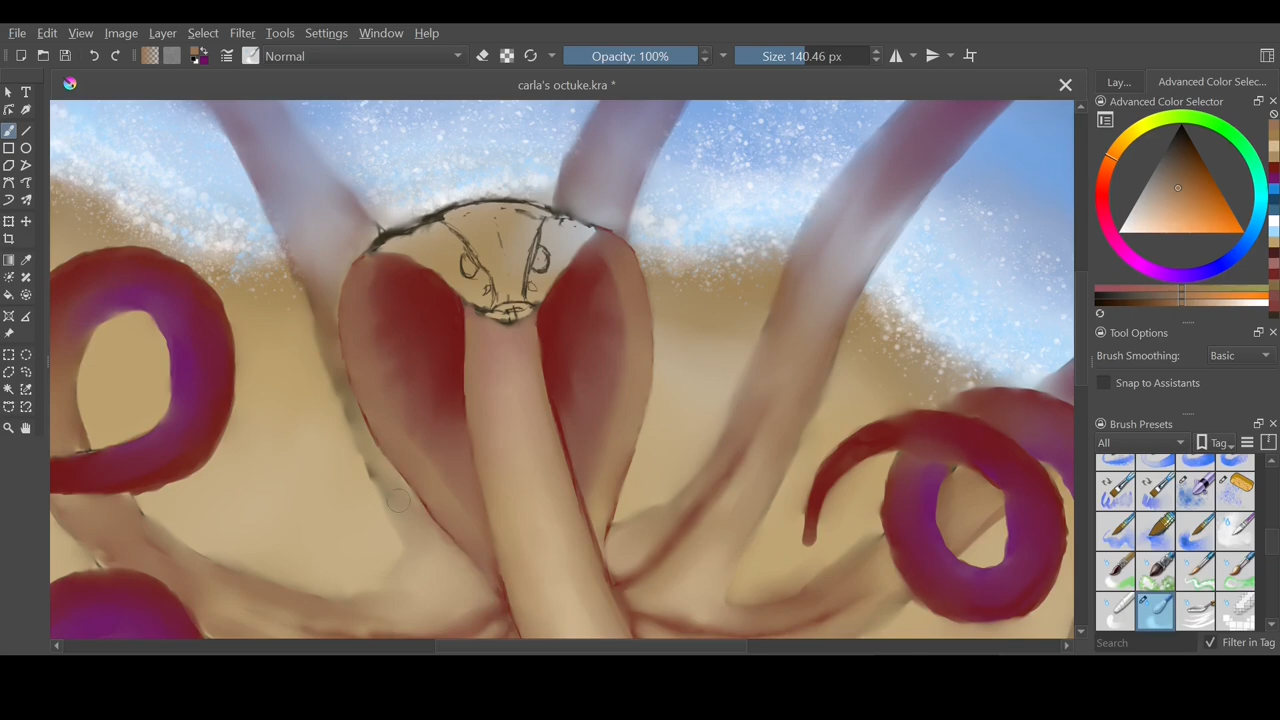 File Edit View Image Layer Select Filter Tools Settings Window Help
Normal Opacity: 100% Size: 140.46 px
carla's octuke.kra *
Lay... Advanced Color Selec...
Advanced Color Selector
Tool Options
Brush Smoothing: Basic
Snap to Assistants
Brush Presets
All Tag
Search Filter in Tag